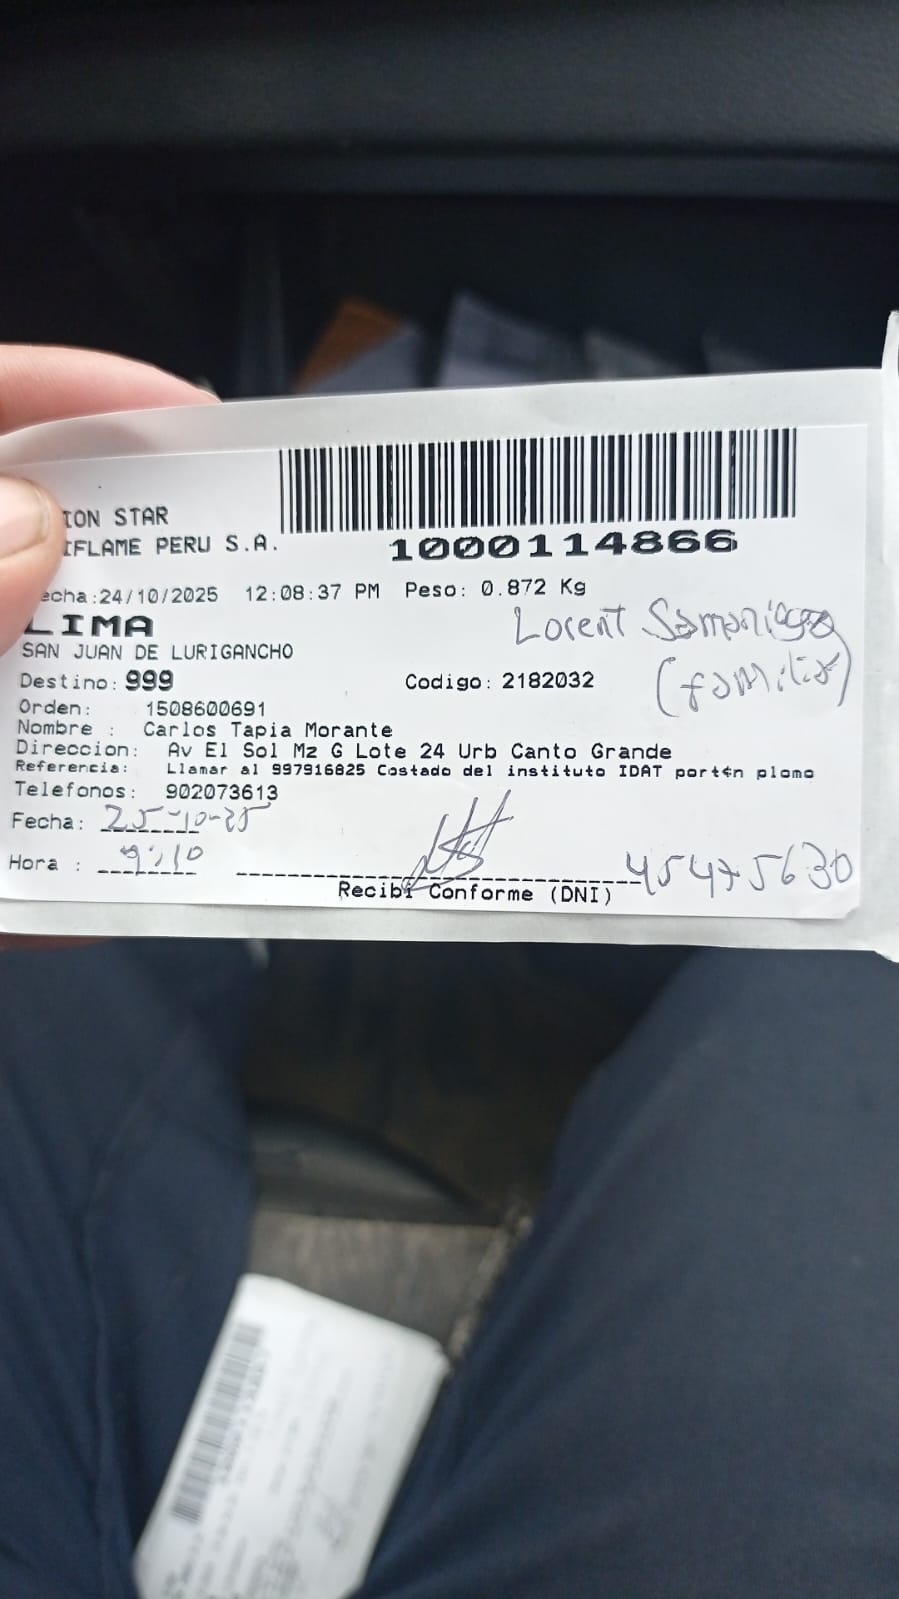 ION STAR
IFLAME PERU S.A.
1000114866
echa:24/10/2025 12:08:37 PM Peso: 0.872 Kg
LIMA
Lorent Samaniego
SAN JUAN DE LURIGANCHO
(familia)
Destino: 999 Codigo: 2182032
Orden: 1508600691
Nombre : Carlos Tapia Morante
Direccion: Av El Sol Mz G Lote 24 Urb Canto Grande
Referencia: Llamar al 997916825 Costado del instituto IDAT portón plomo
Telefonos: 902073613
Fecha: 25-10-25
Hora : 9:10
45475630
Recibi Conforme (DNI)